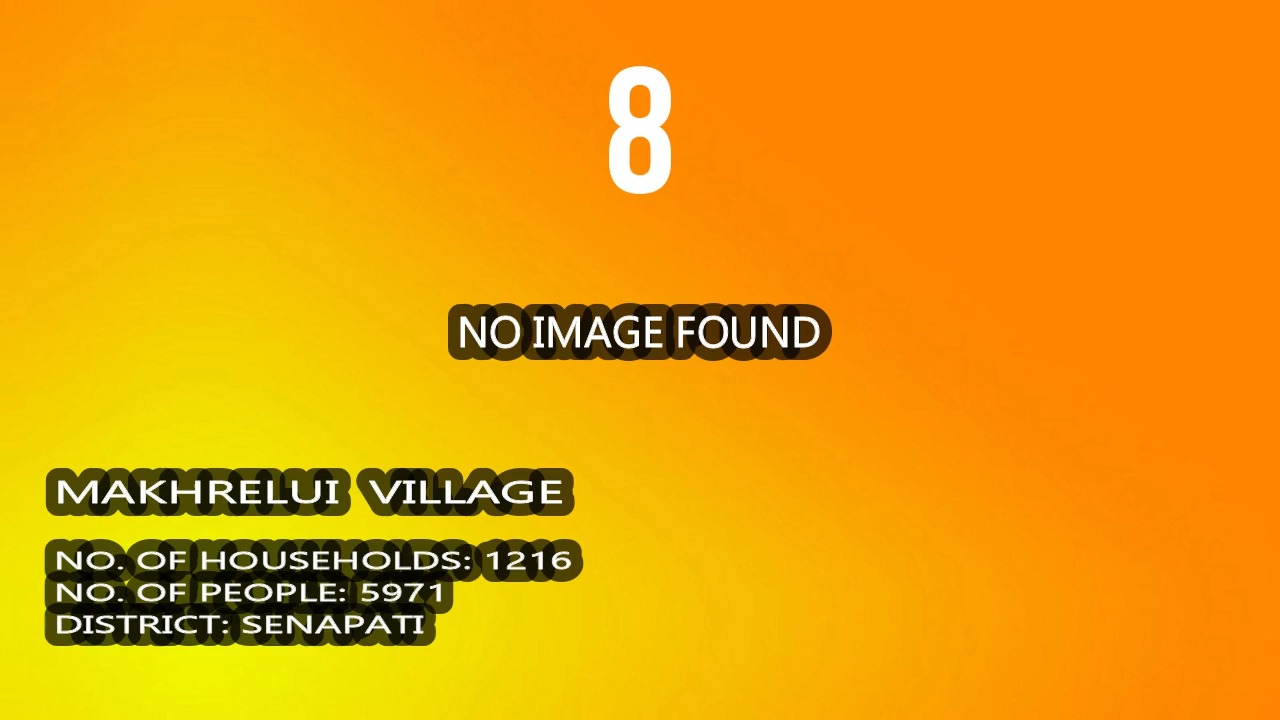 8
NO IMAGE FOUND
MAKHRELUI VILLAGE
NO. OF HOUSEHOLDS: 1216
NO. OF PEOPLE: 5971
DISTRICT: SENAPATI